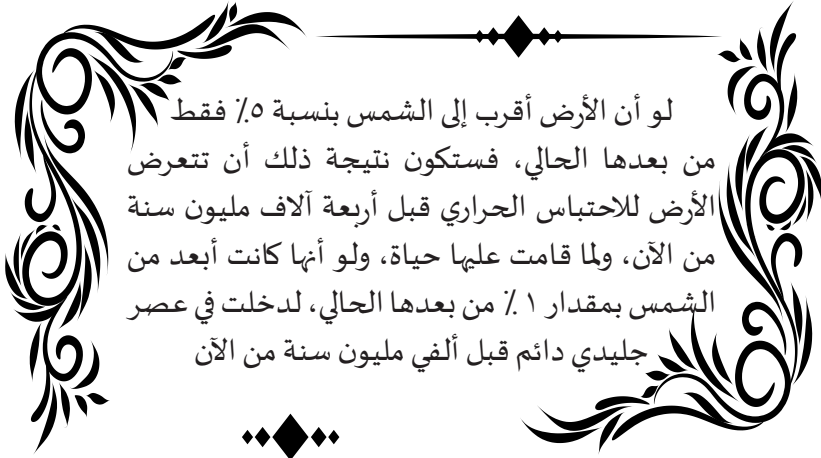 لو أن الأرض أقرب إلى الشمس بنسبة ٥٪ فقط
من بعدها الحالي، فستكون نتيجة ذلك أن تتعرض
الأرض للاحتباس الحراري قبل أربعة آلاف مليون سنة
من الآن، ولما قامت عليها حياة، ولو أنها كانت أبعد من
الشمس بمقدار ١ ٪ من بعدها الحالي، لدخلت في عصر
جليدي دائم قبل ألفي مليون سنة من الآن